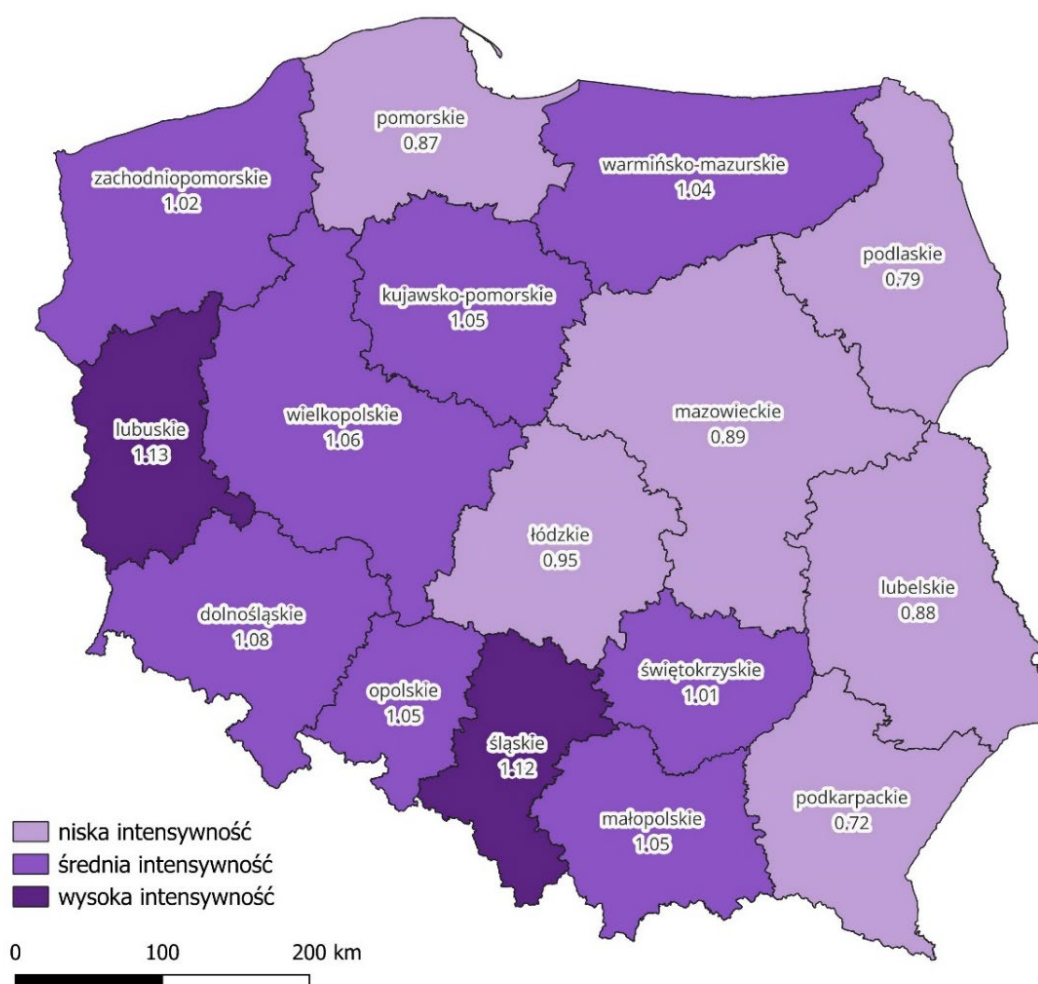 pomorskie
0.87
warmińsko-mazurskie
1.04
zachodniopomorskie
1.02
podlaskie
0.79
kujawsko-pomorskie
1.05
mazowieckie
0.89
wielkopolskie
1.06
lubuskie
1.13
łódzkie
0.95
lubelskie
0.88
dolnośląskie
1.08
świętokrzyskie
1.01
opolskie
1.05
śląskie
1.12
podkarpackie
0.72
małopolskie
1.05
niska intensywność
średnia intensywność
wysoka intensywność
0 100 200 km